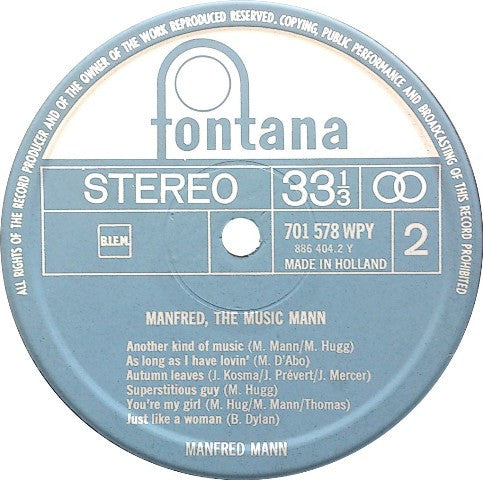 ALL RIGHTS OF THE RECORD PRODUCER AND OF THE OWNER OF THE WORK REPRODUCED RESERVED. COPYING, PUBLIC PERFORMANCE AND BROADCASTING OF THIS RECORD PROHIBITED
fontana
STEREO 33⅓
B.I.E.M. 701 578 WPY 2
886 404.2 Y
MADE IN HOLLAND
MANFRED, THE MUSIC MANN
Another kind of music (M. Mann/M. Hugg)
As long as I have lovin' (M. D'Abo)
Autumn leaves (J. Kosma/J. Prévert/J. Mercer)
Superstitious guy (M. Hugg)
You're my girl (M. Hug/M. Mann/Thomas)
Just like a woman (B. Dylan)
MANFRED MANN